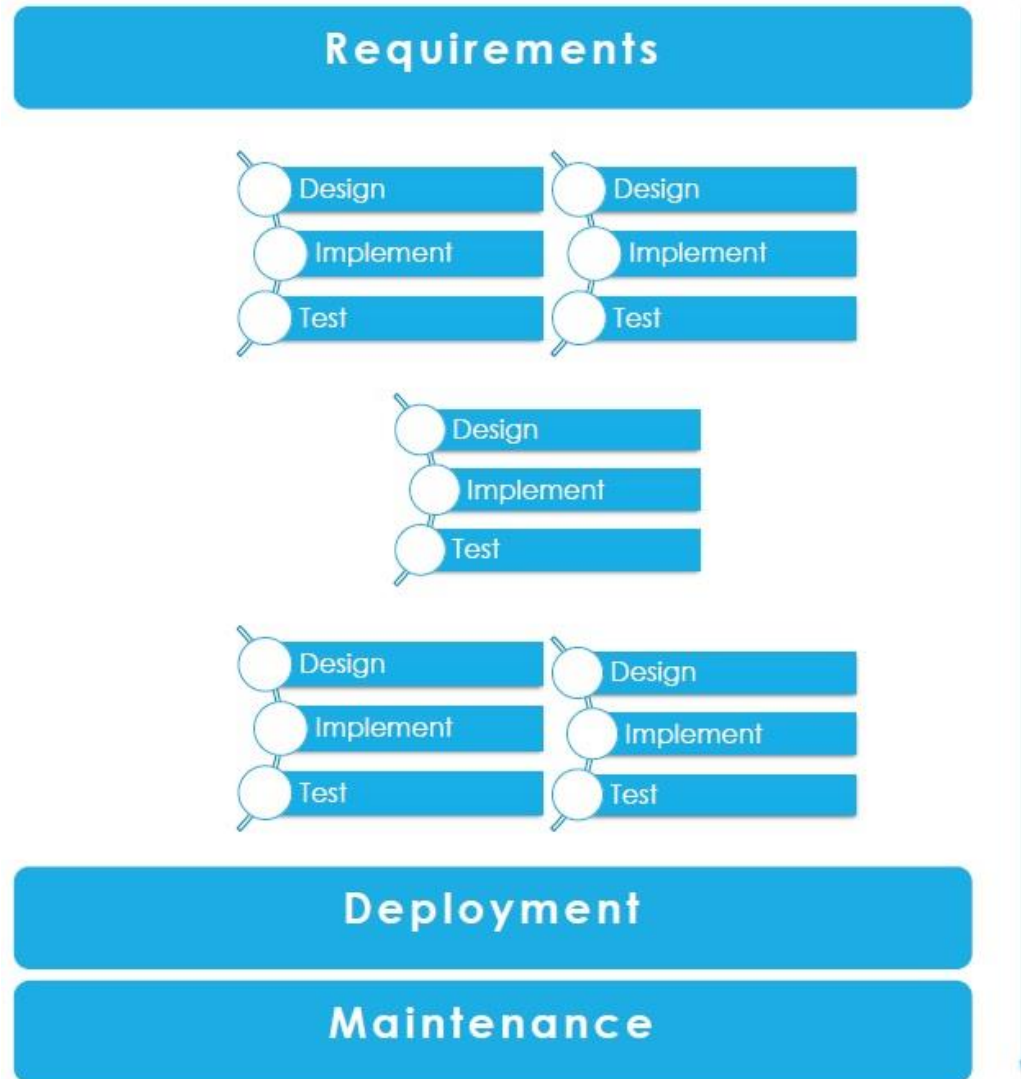 Requirements
Design
Implement
Test
Design
Implement
Test
Design
Implement
Test
Design
Implement
Test
Design
Implement
Test
Deployment
Maintenance